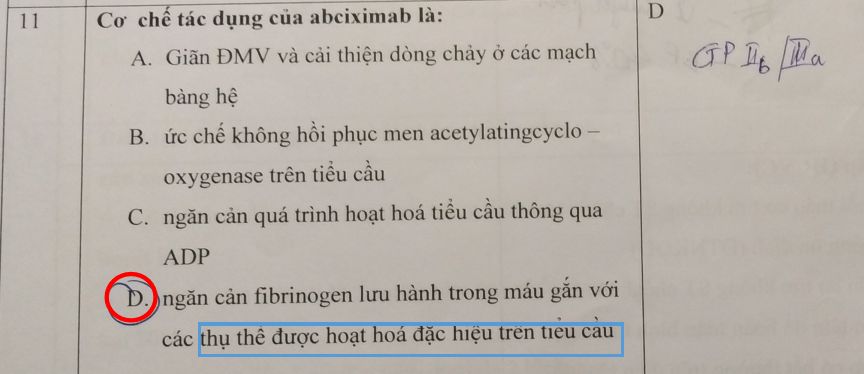 11
Cơ chế tác dụng của abciximab là:
D
A. Giãn ĐMV và cải thiện dòng chảy ở các mạch
bàng hệ
GP IIb/IIIa
B. ức chế không hồi phục men acetylatingcyclo –
oxygenase trên tiểu cầu
C. ngăn cản quá trình hoạt hoá tiểu cầu thông qua
ADP
D. ngăn cản fibrinogen lưu hành trong máu gắn với
các thụ thể được hoạt hoá đặc hiệu trên tiểu cầu